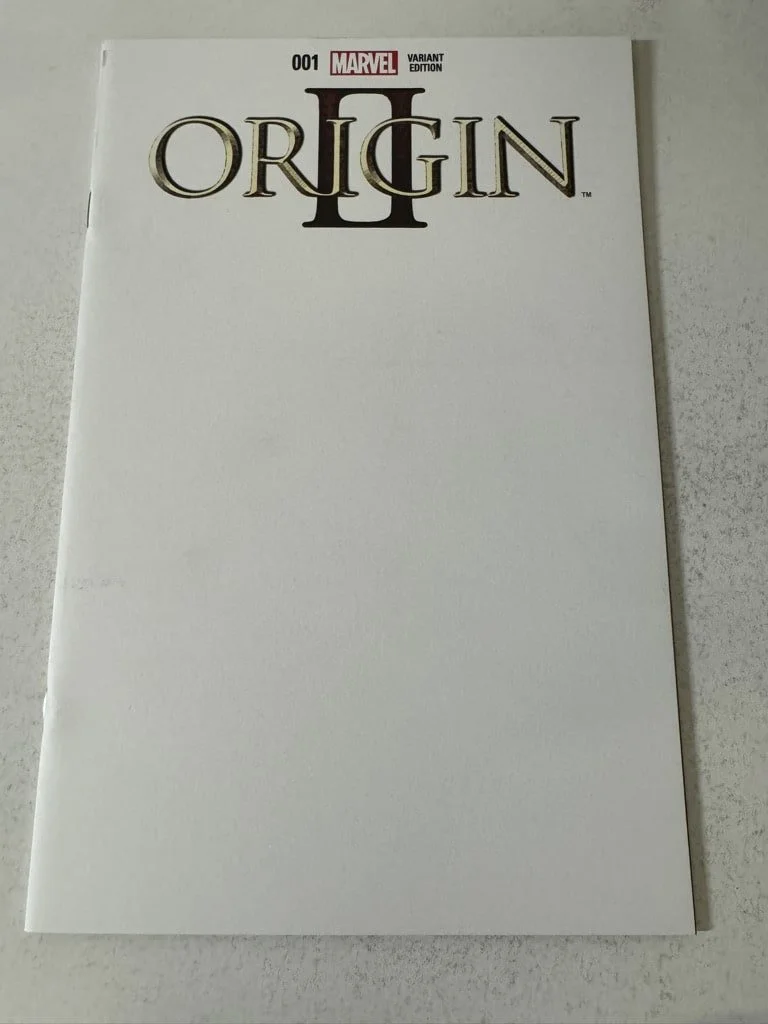 001 MARVEL VARIANT
EDITION
II
ORIGIN ™